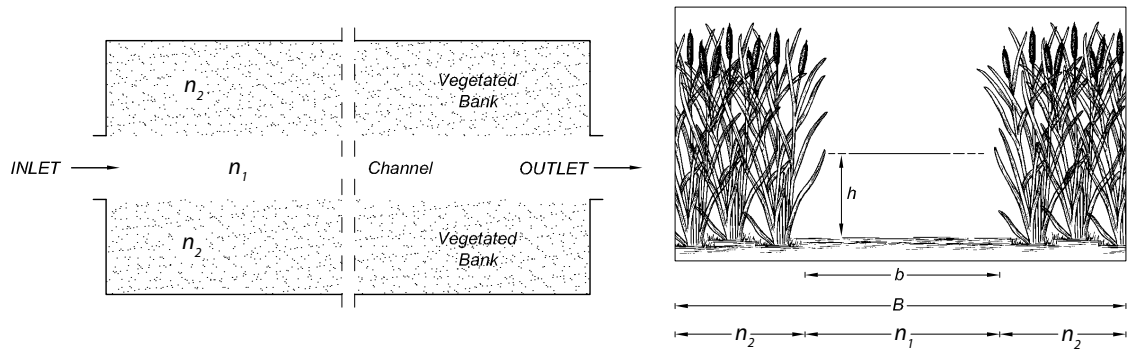 n₂
Vegetated
Bank
INLET
n₁
Channel
OUTLET
n₂
Vegetated
Bank
h
b
B
n₂
n₁
n₂